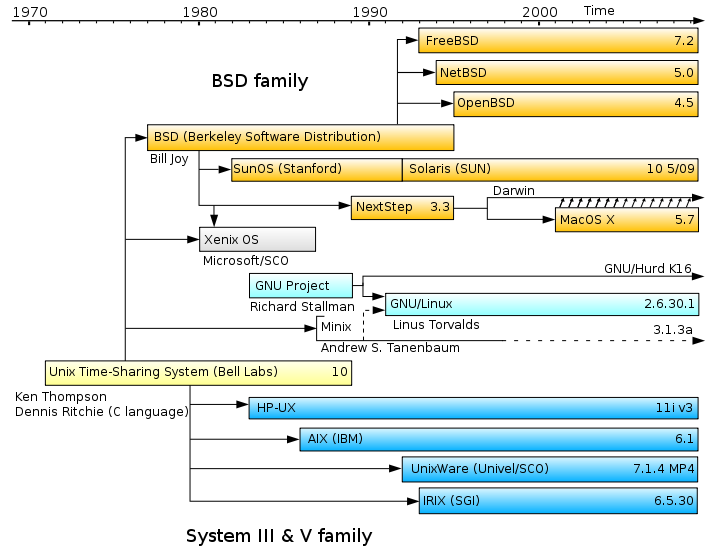 1970 1980 1990 2000 Time
FreeBSD 7.2
BSD family
NetBSD 5.0
OpenBSD 4.5
BSD (Berkeley Software Distribution)
Bill Joy
SunOS (Stanford) Solaris (SUN) 10 5/09
Darwin
NextStep 3.3
MacOS X 5.7
Xenix OS
Microsoft/SCO
GNU/Hurd K16
GNU Project
Richard Stallman
GNU/Linux 2.6.30.1
Linus Torvalds
Minix 3.1.3a
Andrew S. Tanenbaum
Unix Time-Sharing System (Bell Labs) 10
Ken Thompson
Dennis Ritchie (C language)
HP-UX 11i v3
AIX (IBM) 6.1
UnixWare (Univel/SCO) 7.1.4 MP4
IRIX (SGI) 6.5.30
System III & V family